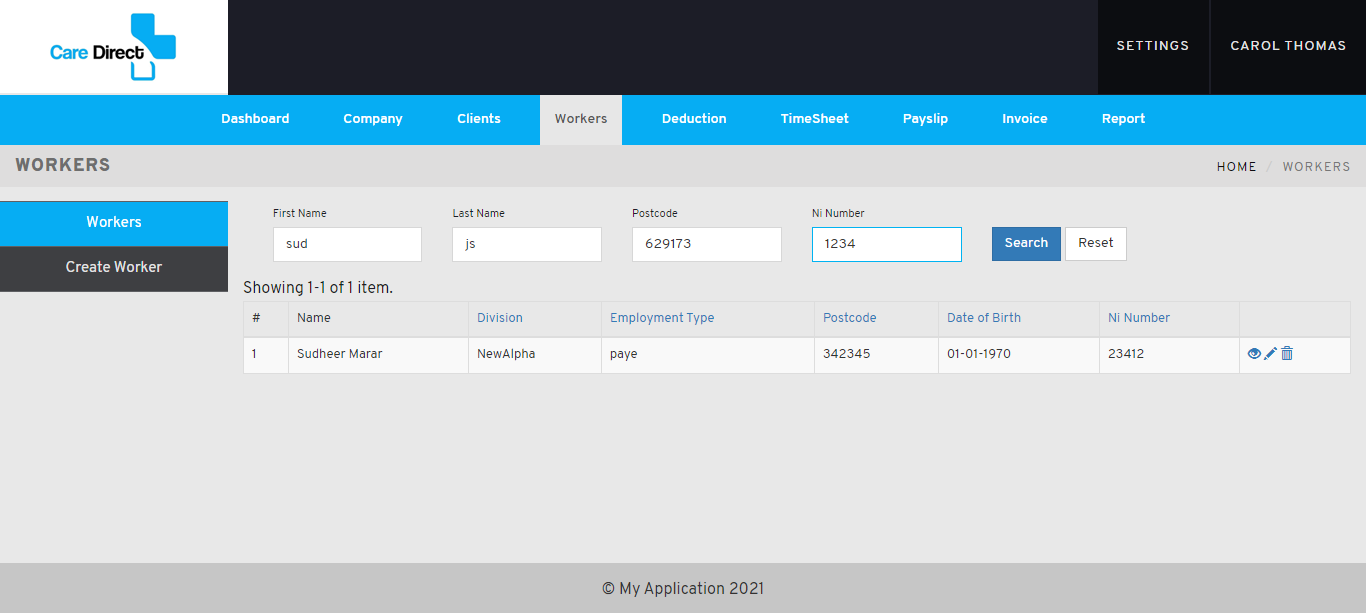 Care Direct
SETTINGS
CAROL THOMAS
Dashboard Company Clients Workers Deduction TimeSheet Payslip Invoice Report
WORKERS
HOME / WORKERS
Workers
Create Worker
First Name Last Name Postcode Ni Number
sud js 629173 1234 Search Reset
Showing 1-1 of 1 item.
# Name Division Employment Type Postcode Date of Birth Ni Number
1 Sudheer Marar NewAlpha paye 342345 01-01-1970 23412
© My Application 2021